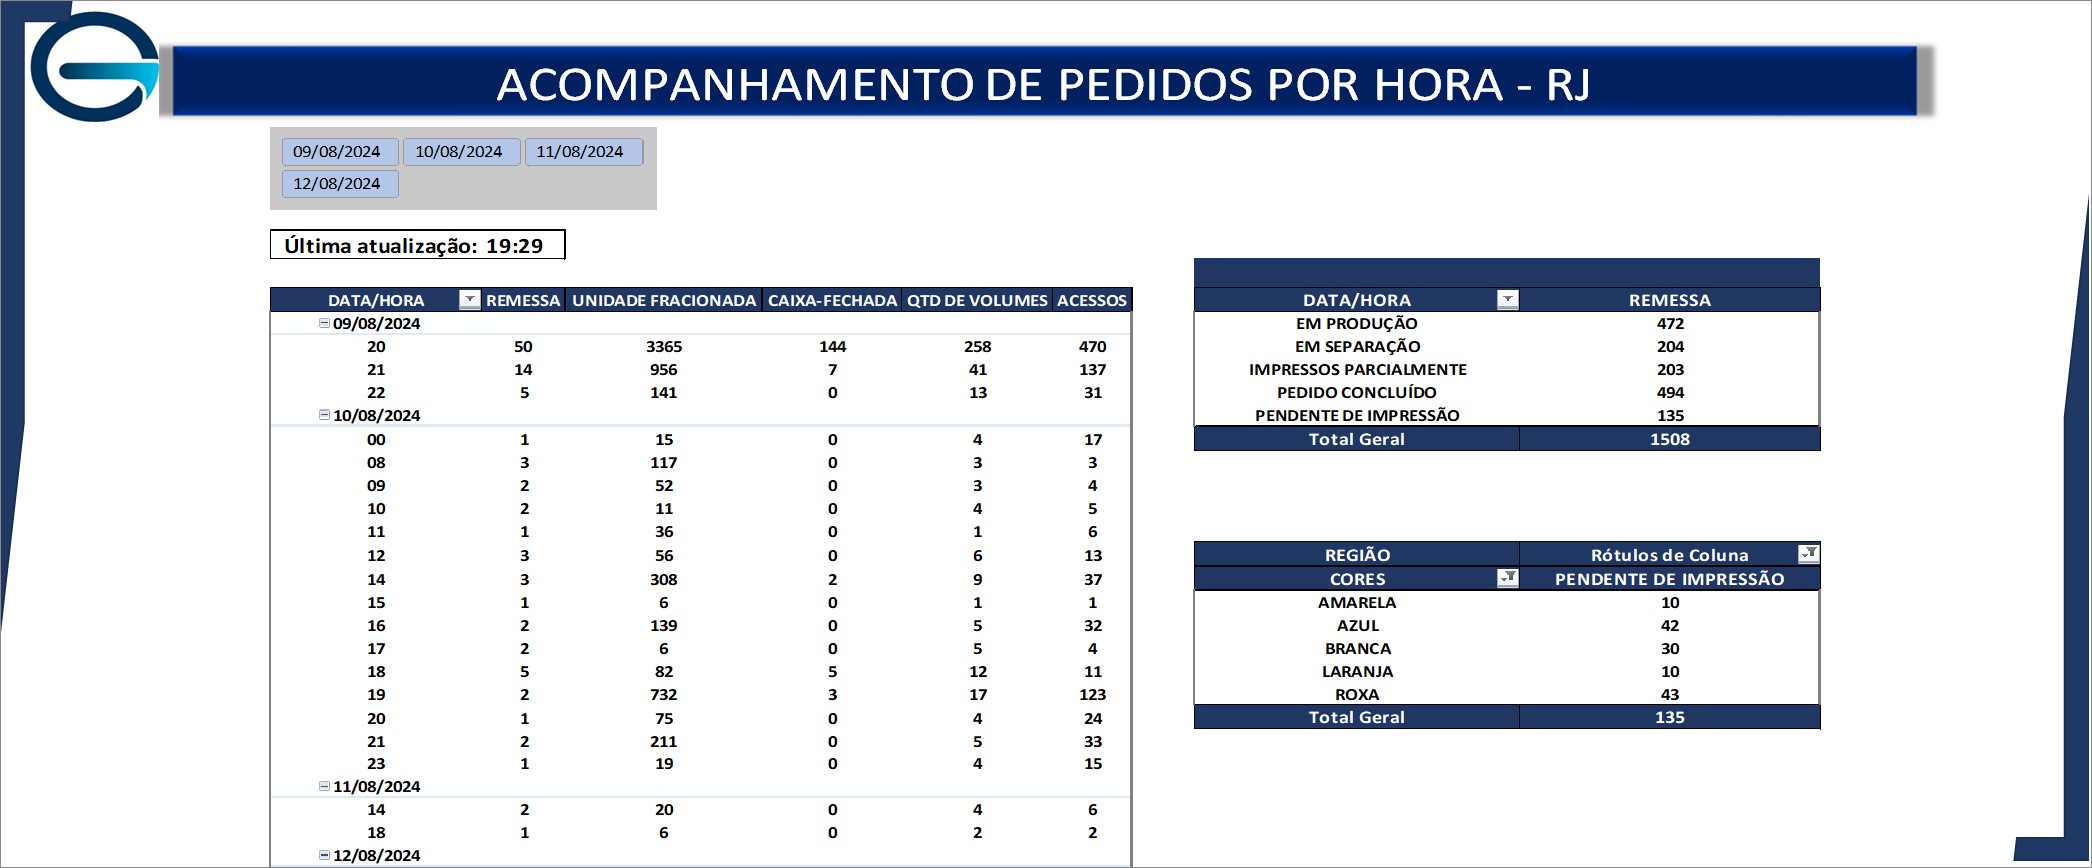 ACOMPANHAMENTO DE PEDIDOS POR HORA - RJ
09/08/2024 10/08/2024 11/08/2024
12/08/2024
Última atualização: 19:29
DATA/HORA REMESSA UNIDADE FRACIONADA CAIXA-FECHADA QTD DE VOLUMES ACESSOS
09/08/2024
20 50 3365 144 258 470
21 14 956 7 41 137
22 5 141 0 13 31
10/08/2024
00 1 15 0 4 17
08 3 117 0 3 3
09 2 52 0 3 4
10 2 11 0 4 5
11 1 36 0 1 6
12 3 56 0 6 13
14 3 308 2 9 37
15 1 6 0 1 1
16 2 139 0 5 32
17 2 6 0 5 4
18 5 82 5 12 11
19 2 732 3 17 123
20 1 75 0 4 24
21 2 211 0 5 33
23 1 19 0 4 15
11/08/2024
14 2 20 0 4 6
18 1 6 0 2 2
12/08/2024
DATA/HORA REMESSA
EM PRODUÇÃO 472
EM SEPARAÇÃO 204
IMPRESSOS PARCIALMENTE 203
PEDIDO CONCLUÍDO 494
PENDENTE DE IMPRESSÃO 135
Total Geral 1508
REGIÃO Rótulos de Coluna
CORES PENDENTE DE IMPRESSÃO
AMARELA 10
AZUL 42
BRANCA 30
LARANJA 10
ROXA 43
Total Geral 135